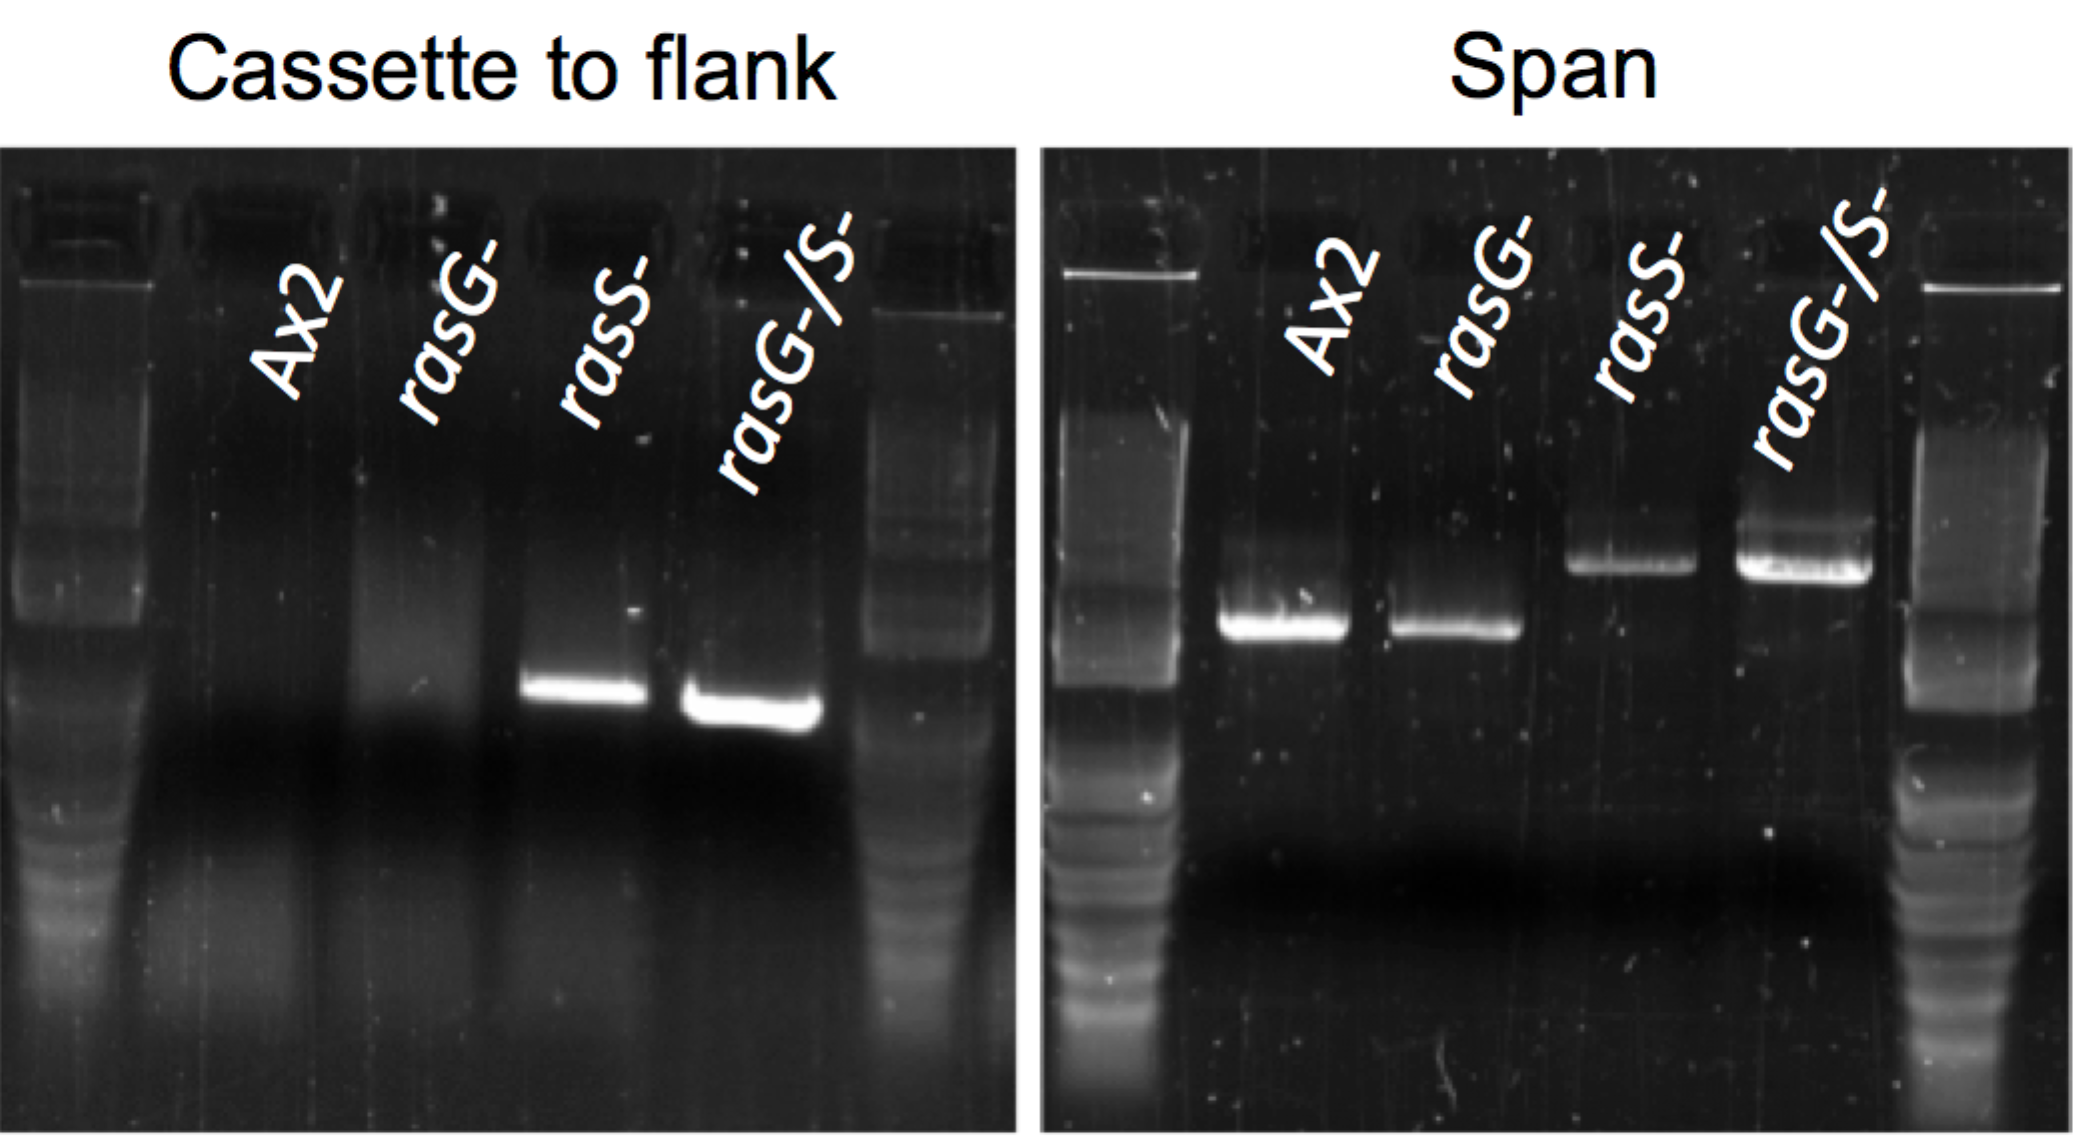 Cassette to flank
Ax2
rasG-
rasS-
rasG-/S-
Span
Ax2
rasG-
rasS-
rasG-/S-